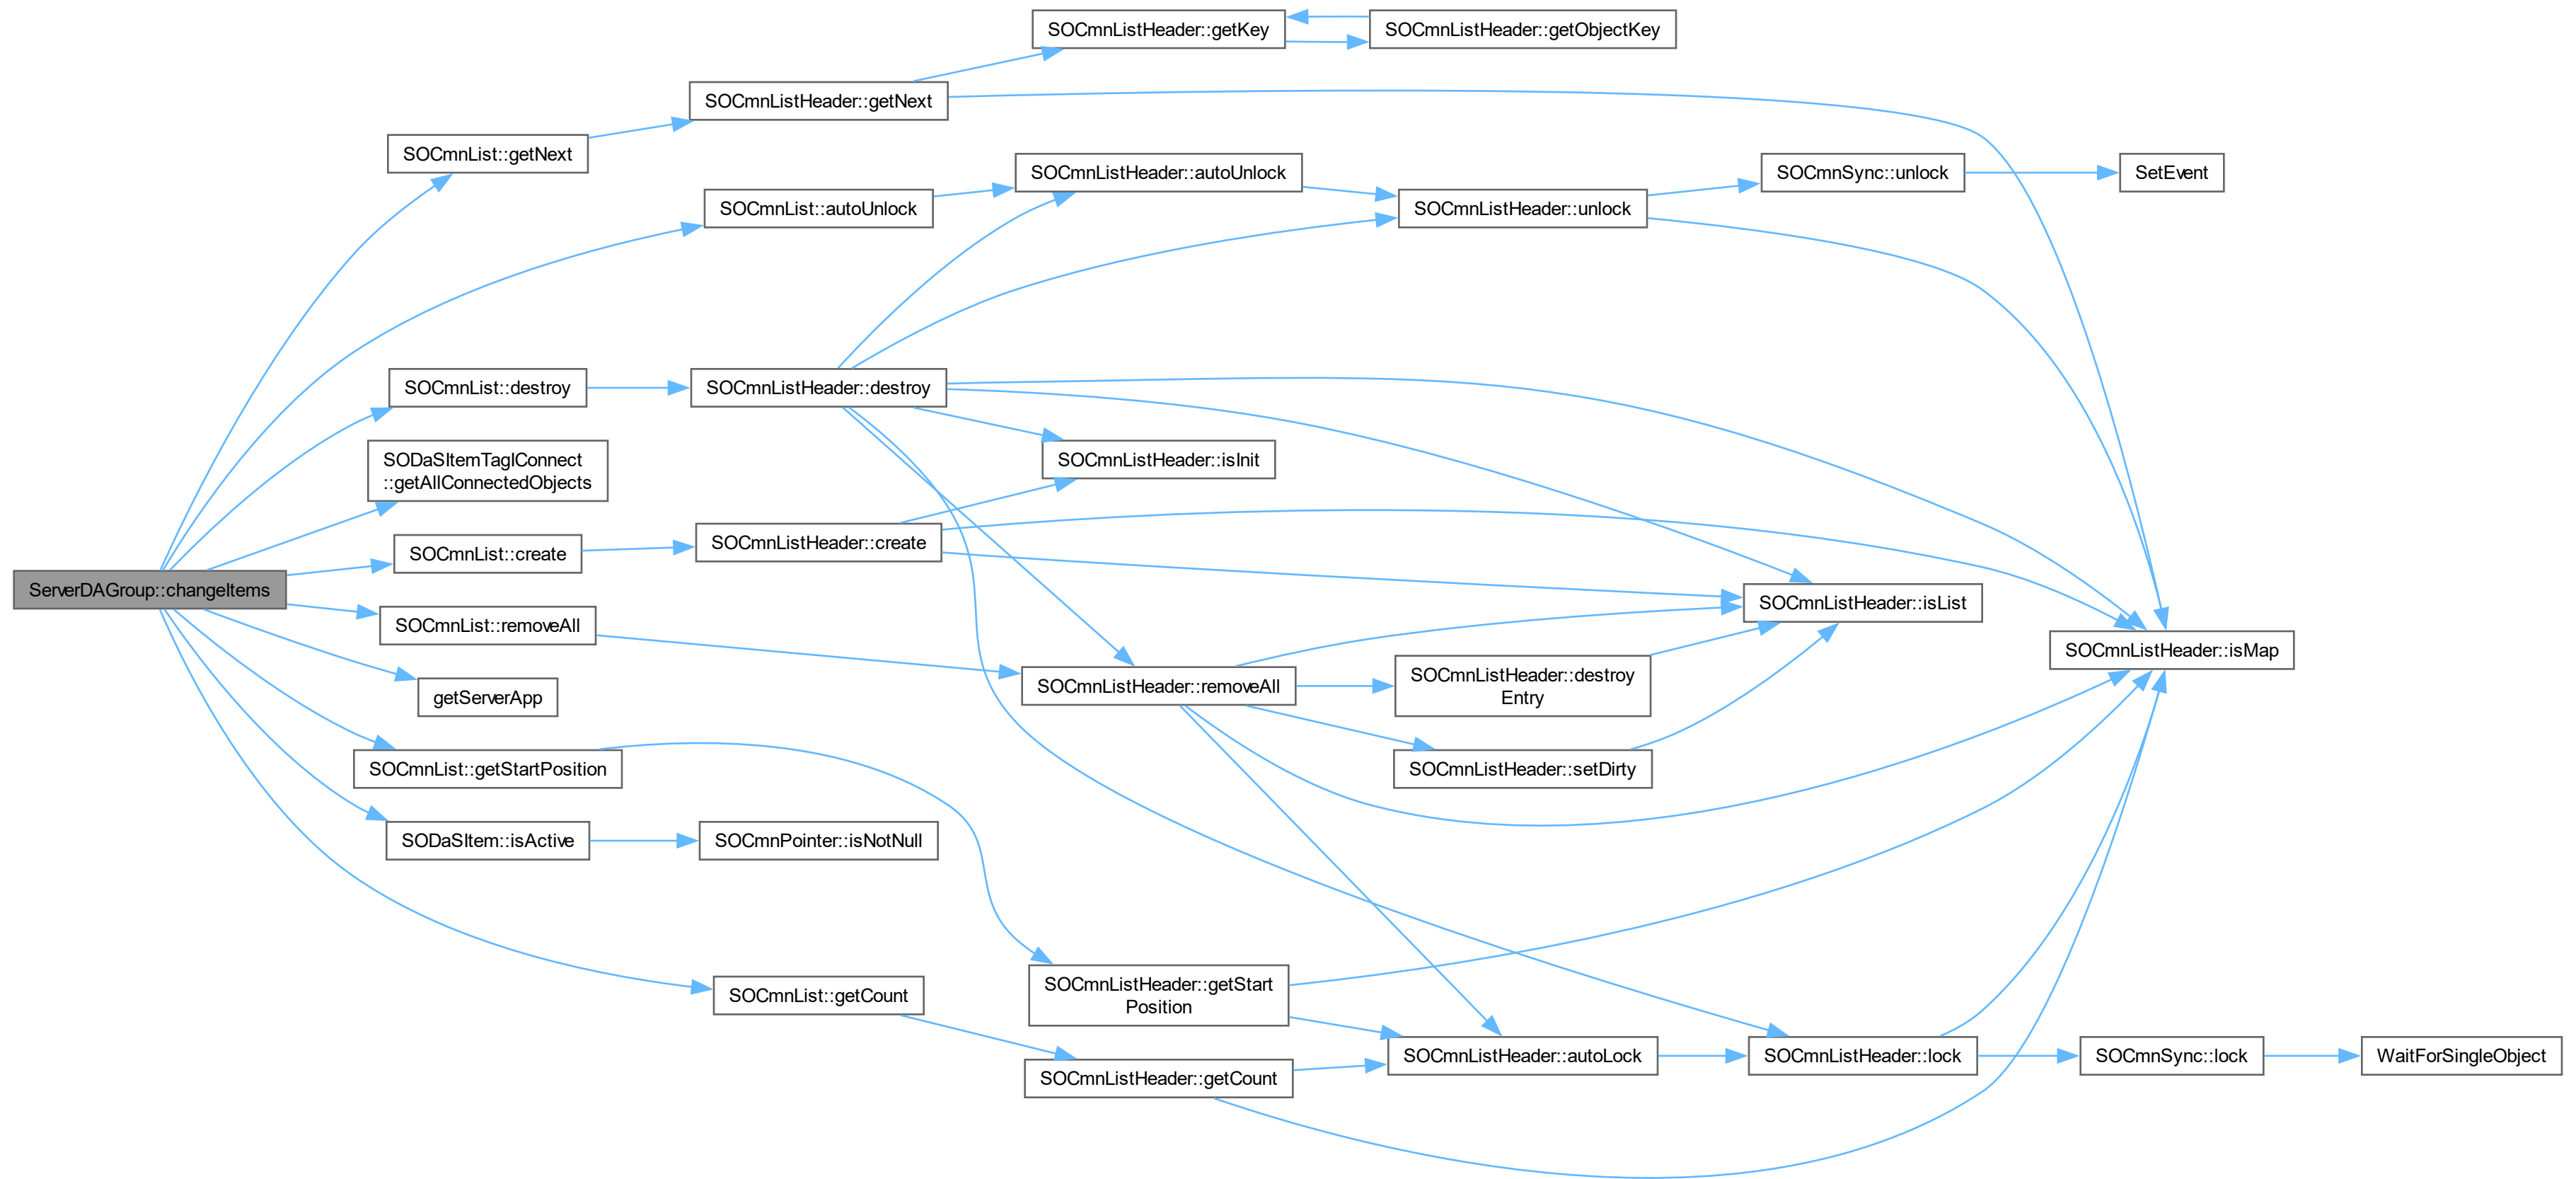 SOCmnListHeader::getKey
SOCmnListHeader::getObjectKey
SOCmnListHeader::getNext
SOCmnList::getNext
SOCmnListHeader::autoUnlock
SOCmnSync::unlock
SetEvent
SOCmnList::autoUnlock
SOCmnListHeader::unlock
SOCmnList::destroy
SOCmnListHeader::destroy
SODaSItemTagIConnect
::getAllConnectedObjects
SOCmnListHeader::isInit
SOCmnList::create
SOCmnListHeader::create
ServerDAGroup::changeItems
SOCmnListHeader::isList
SOCmnList::removeAll
SOCmnListHeader::isMap
SOCmnListHeader::removeAll
SOCmnListHeader::destroy
Entry
getServerApp
SOCmnList::getStartPosition
SOCmnListHeader::setDirty
SODaSItem::isActive
SOCmnPointer::isNotNull
SOCmnList::getCount
SOCmnListHeader::getStart
Position
SOCmnListHeader::autoLock
SOCmnListHeader::lock
SOCmnSync::lock
WaitForSingleObject
SOCmnListHeader::getCount